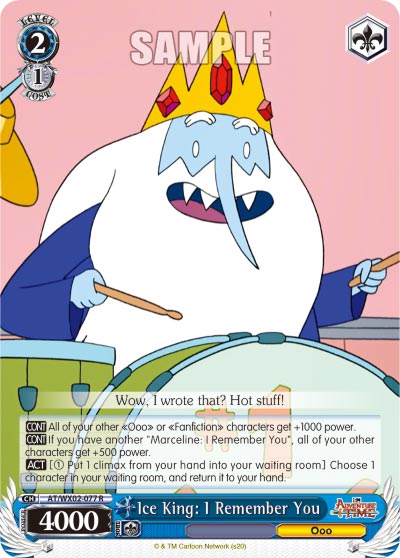 LEVEL
2
1
COST
SAMPLE
Wow, I wrote that? Hot stuff!
CONT All of your other «Ooo» or «Fanfiction» characters get +1000 power.
CONT If you have another "Marceline: I Remember You", all of your other
characters get +500 power.
ACT [① Put 1 climax from your hand into your waiting room] Choose 1
character in your waiting room, and return it to your hand.
CH AT/WX02-077 R
POWER 4000
Ice King: I Remember You
ADVENTURE TIME
Ooo
© & TM Cartoon Network (s20)